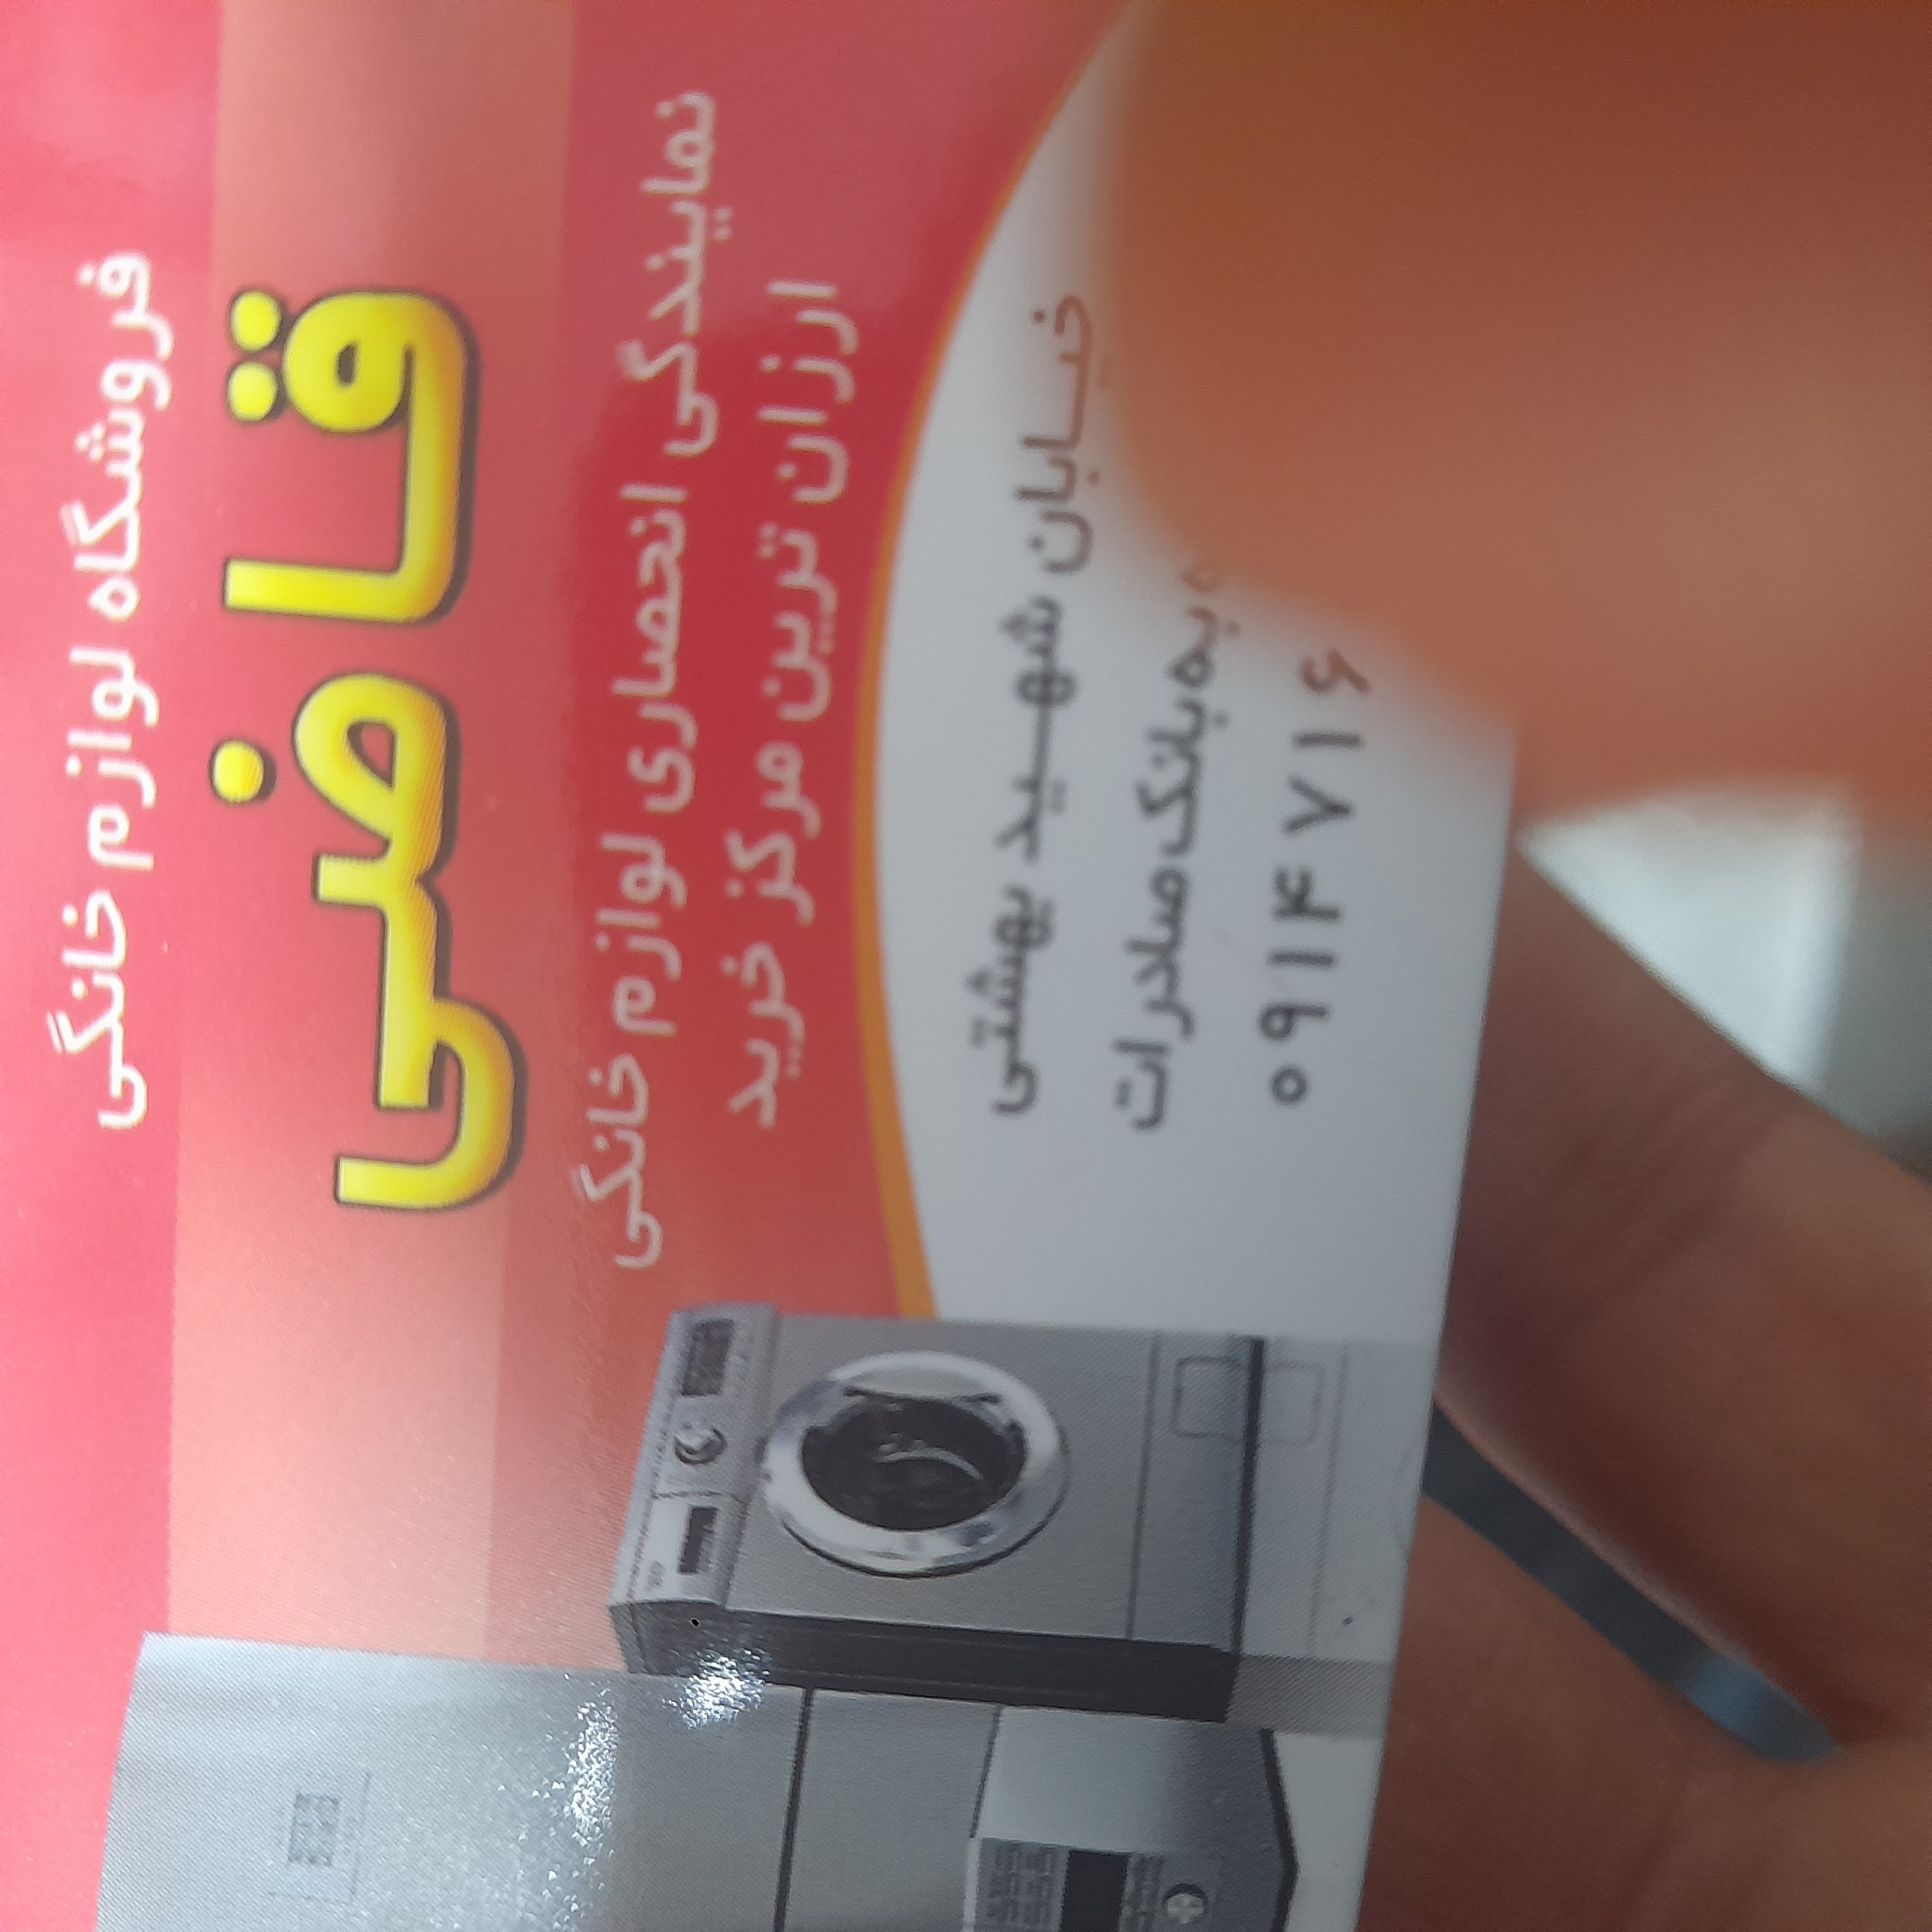 فروشگاه لوازم خانگی
قاضی
نمایندگی انحصاری لوازم خانگی
ارزان ترین مرکز خرید
خیابان شهید بهشتی
به بانک صادرات
۰۹۱۴۷۱۶